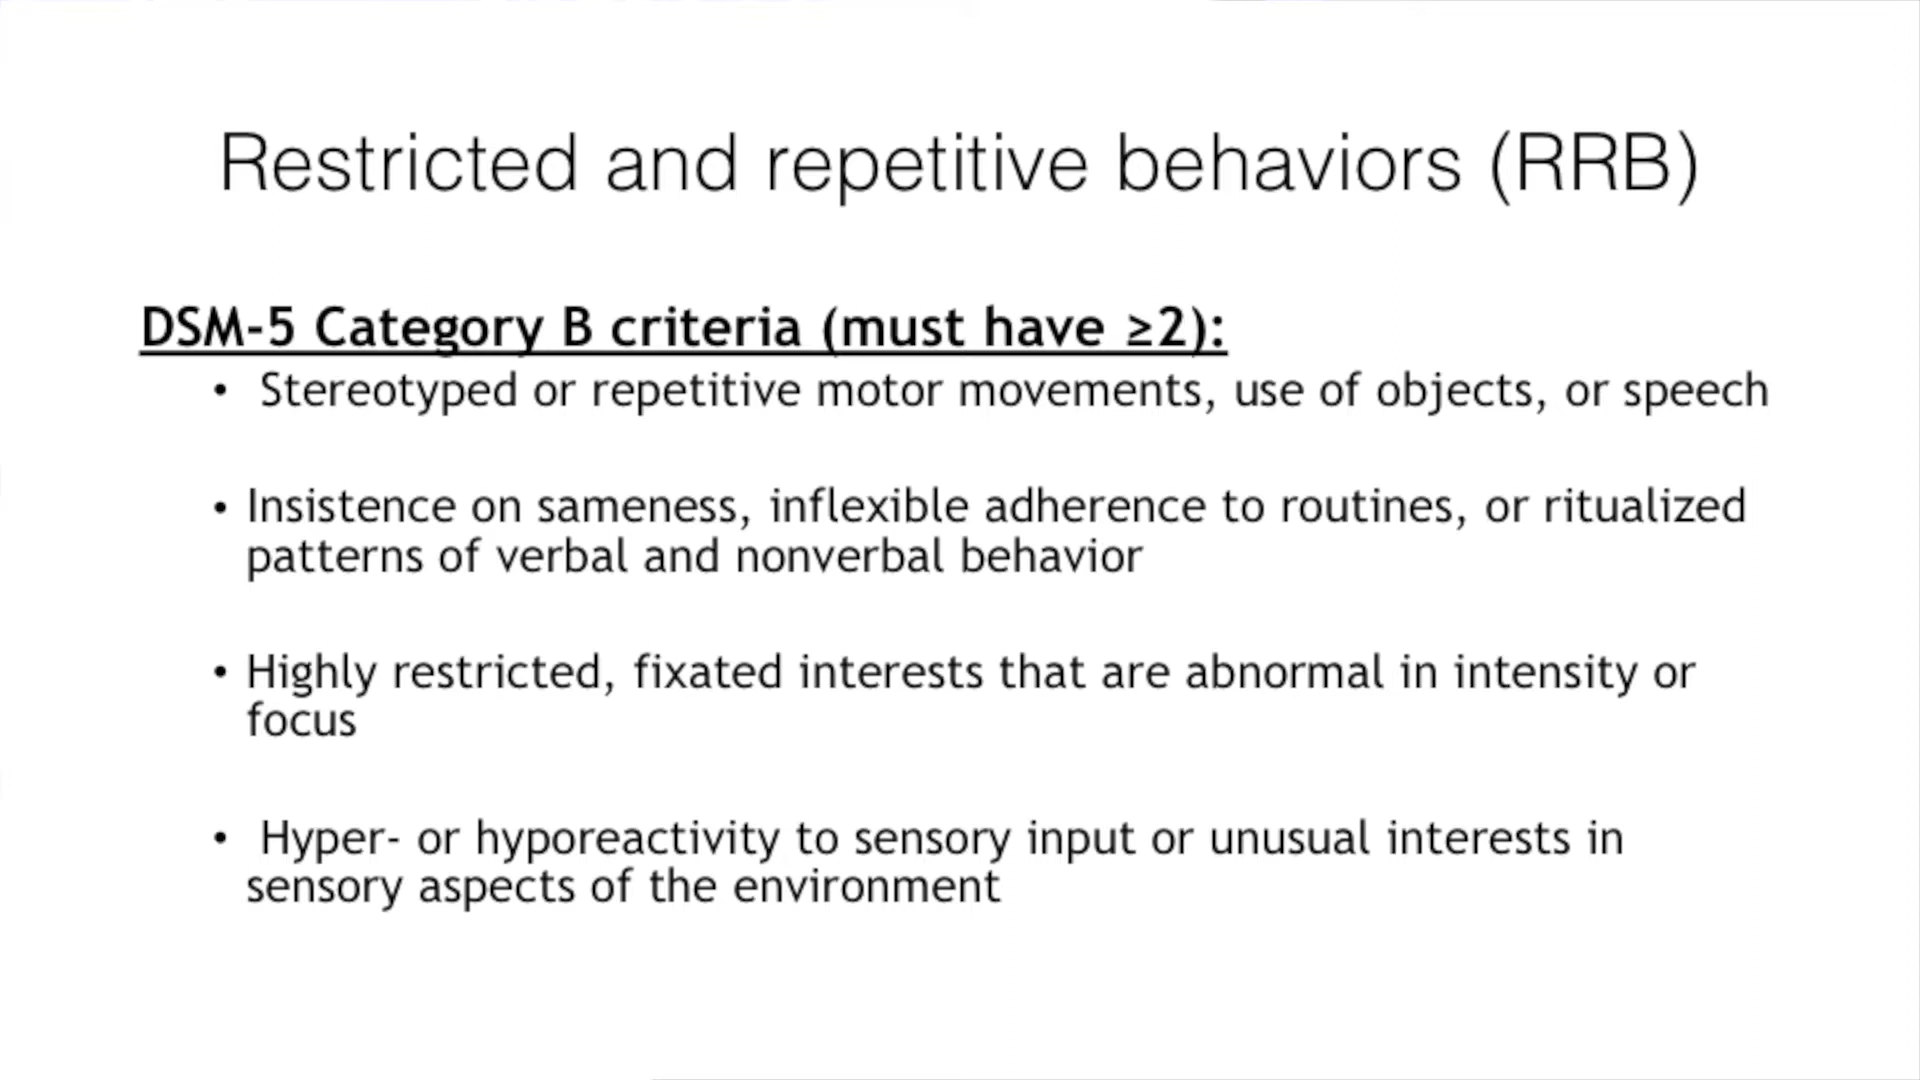 Restricted and repetitive behaviors (RRB)
DSM-5 Category B criteria (must have ≥2):
• Stereotyped or repetitive motor movements, use of objects, or speech
• Insistence on sameness, inflexible adherence to routines, or ritualized
patterns of verbal and nonverbal behavior
• Highly restricted, fixated interests that are abnormal in intensity or
focus
• Hyper- or hyporeactivity to sensory input or unusual interests in
sensory aspects of the environment